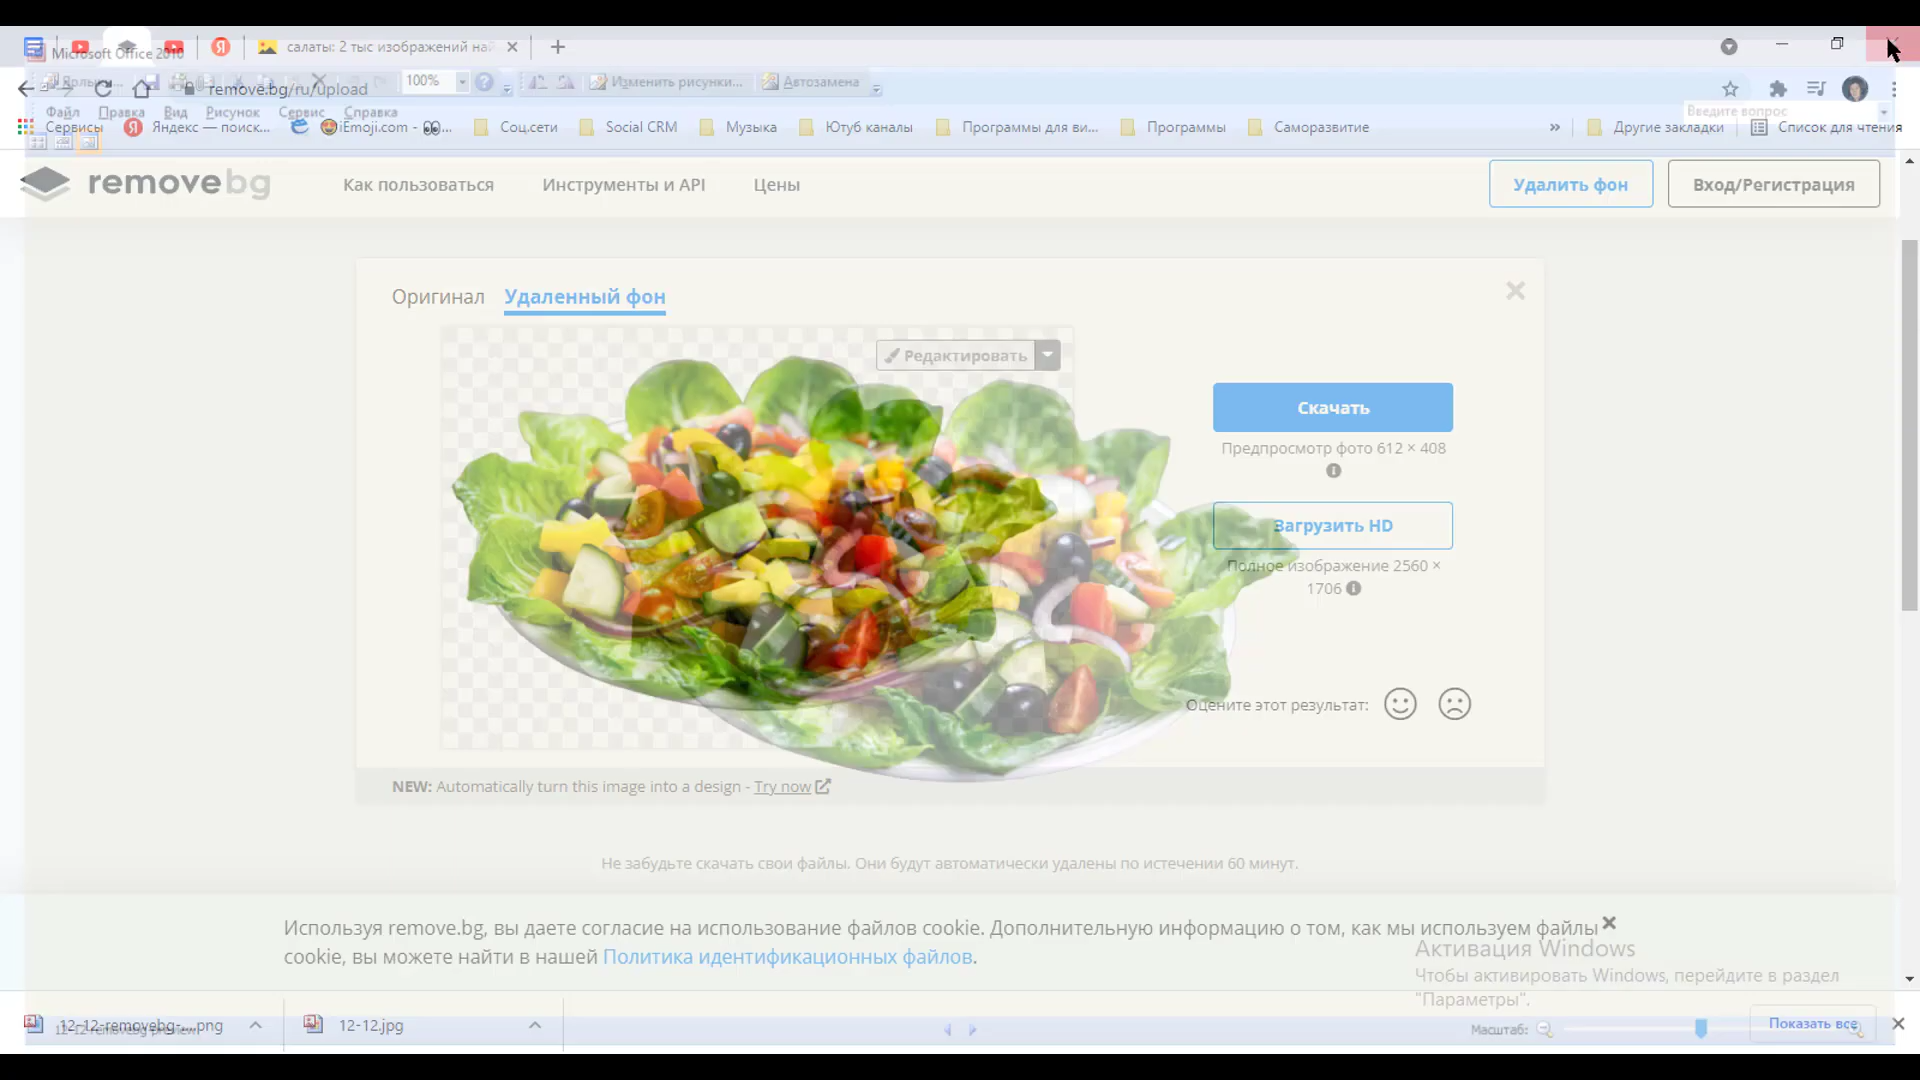 Microsoft Office 2010
салаты: 2 тыс изображений най
remove.bg/ru/upload
100%
Изменить рисунки...
Автозамена
Файл Правка Вид Рисунок Сервис Справка
Введите вопрос
Сервисы
Яндекс — поиск...
iEmoji.com -
Соц.сети
Social CRM
Музыка
Ютуб каналы
Программы для ви...
Программы
Саморазвитие
»
Другие закладки
Список для чтения
removebg
Как пользоваться
Инструменты и API
Цены
Удалить фон
Вход/Регистрация
Оригинал
Удаленный фон
Редактировать
Скачать
Предпросмотр фото 612 × 408
Загрузить HD
Полное изображение 2560 ×
1706
Оцените этот результат:
NEW: Automatically turn this image into a design - Try now
Не забудьте скачать свои файлы. Они будут автоматически удалены по истечении 60 минут.
Используя remove.bg, вы даете согласие на использование файлов cookie. Дополнительную информацию о том, как мы используем файлы
cookie, вы можете найти в нашей Политика идентификационных файлов.
Активация Windows
Чтобы активировать Windows, перейдите в раздел
"Параметры".
12-12-removebg-....png
12-12.jpg
Масштаб:
Показать все